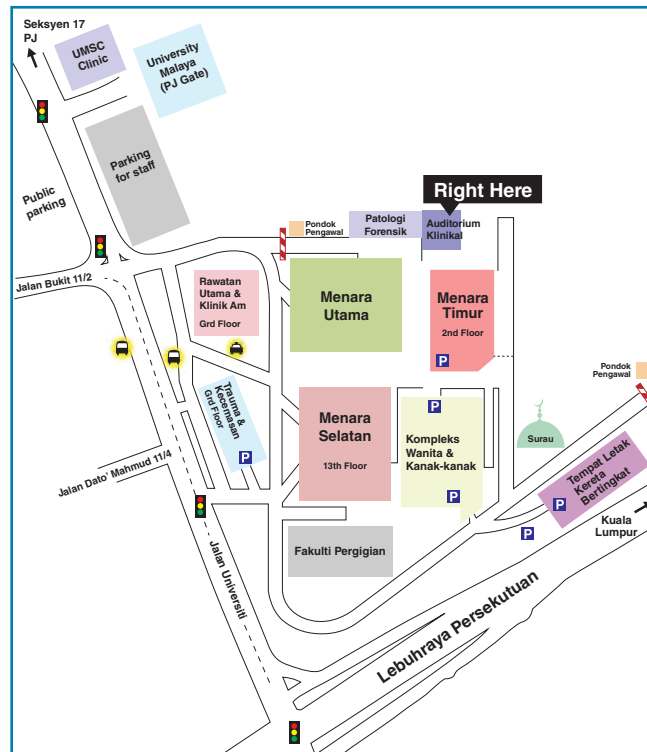 Seksyen 17
PJ
UMSC
Clinic
University
Malaya
(PJ Gate)
Parking
for staff
Public
parking
Right Here
Pondok
Pengawal
Patologi
Forensik
Auditorium
Klinikal
Jalan Bukit 11/2
Rawatan
Utama &
Klinik Am
Grd Floor
Menara
Utama
Menara
Timur
2nd Floor
P
Pondok
Pengawal
Trauma &
Kecemasan
Grd Floor
P
Menara
Selatan
13th Floor
P
Kompleks
Wanita &
Kanak-kanak
P
Surau
Tempat Letak
Kereta
Bertingkat
P
P
Kuala
Lumpur
Jalan Dato' Mahmud 11/4
Jalan Universiti
Fakulti Pergigian
Lebuhraya Persekutuan